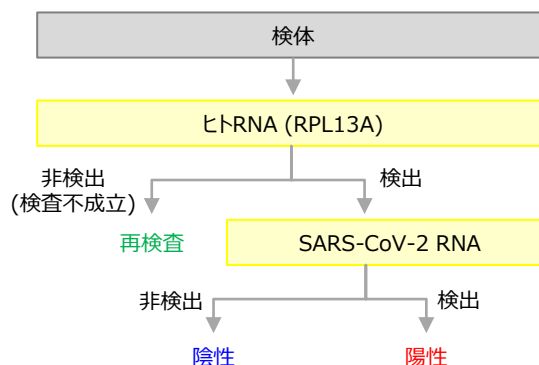 検体
ヒトRNA (RPL13A)
非検出
(検査不成立)
検出
再検査
SARS-CoV-2 RNA
非検出
検出
陰性
陽性